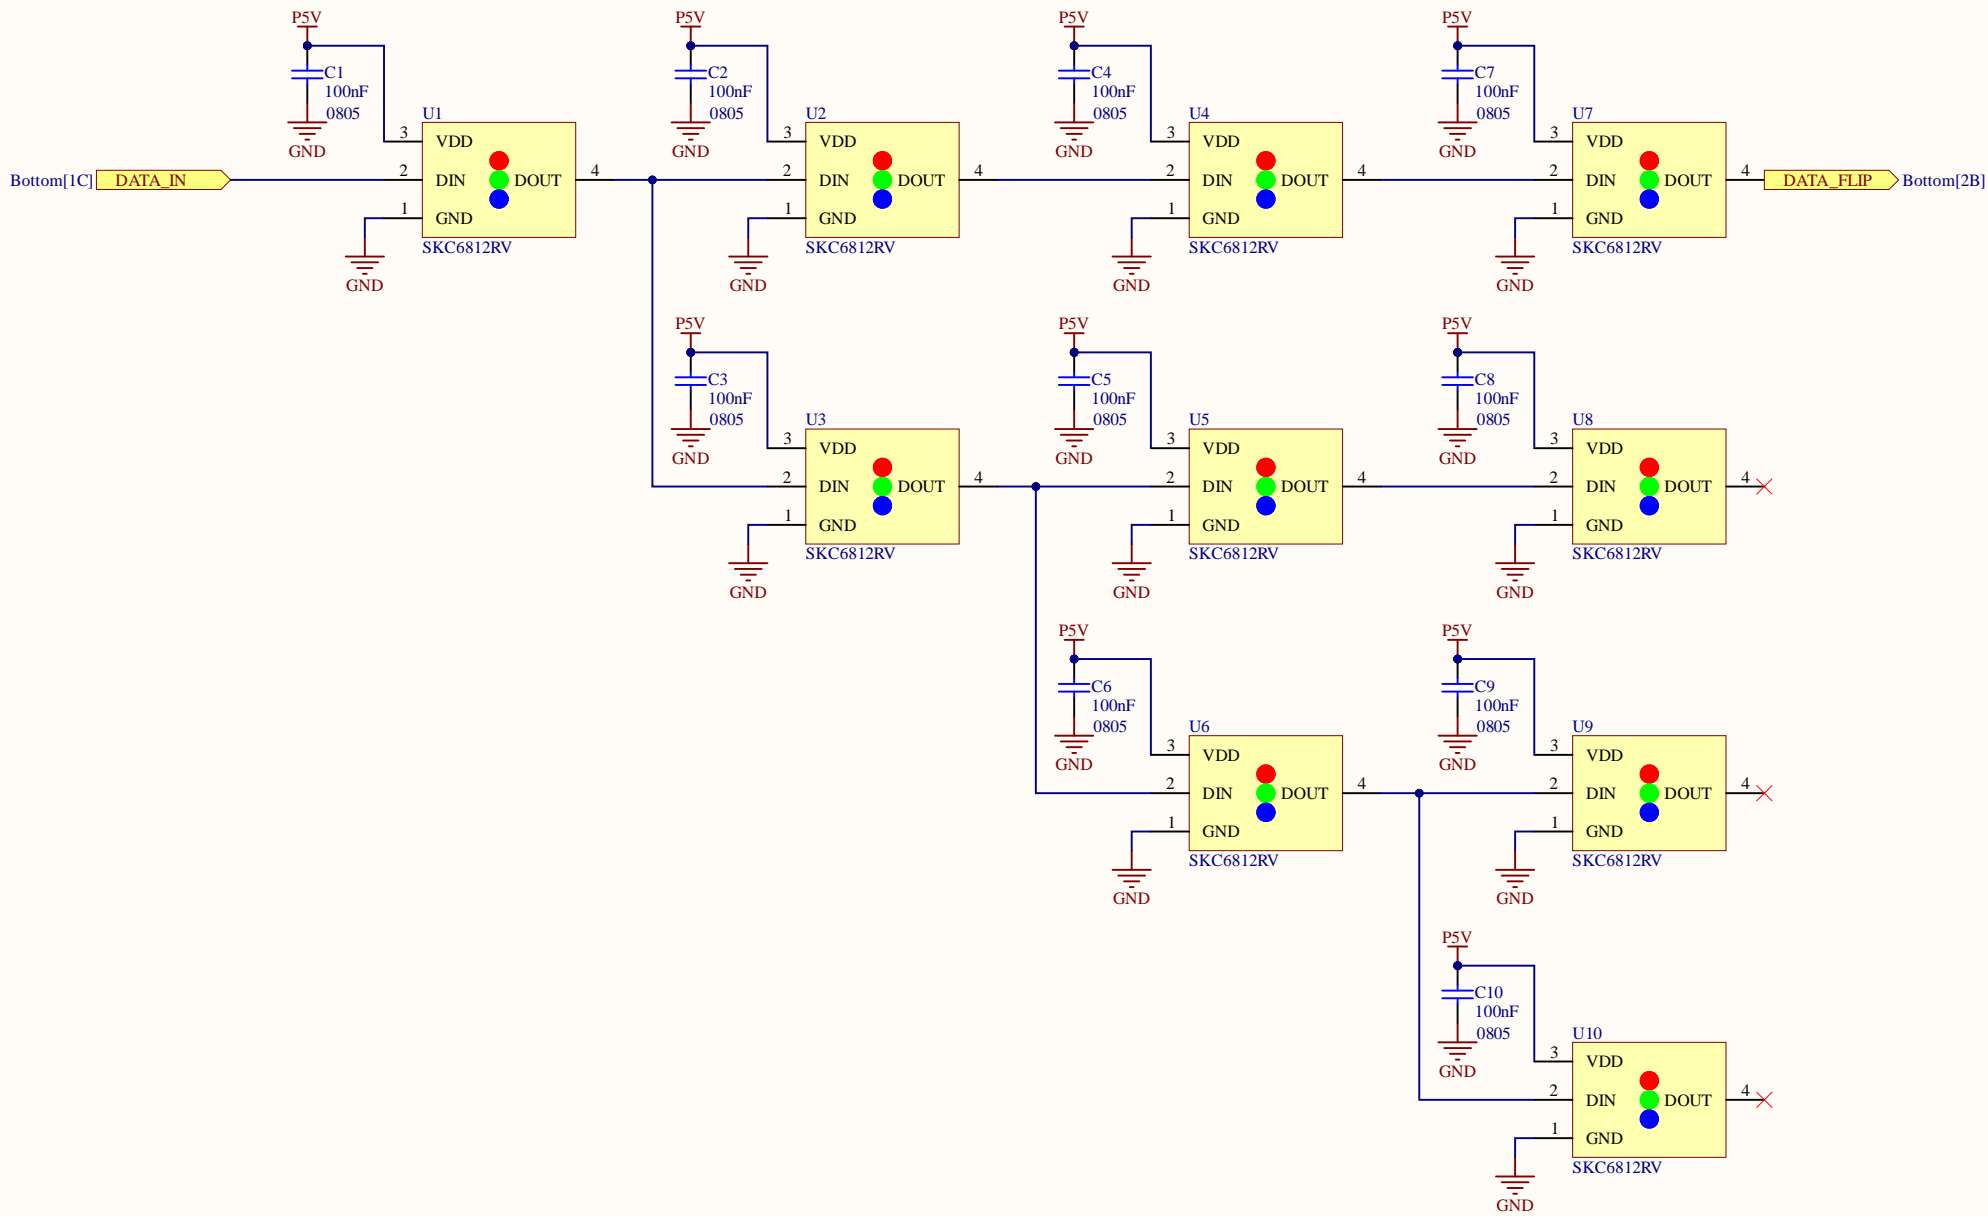 P5V P5V P5V P5V
C1 C2 C4 C7
100nF 100nF 100nF 100nF
0805 0805 0805 0805
U1 U2 U4 U7
GND GND GND GND
3 VDD 3 VDD 3 VDD 3 VDD
Bottom[1C] DATA_IN 2 DIN DOUT 4 2 DIN DOUT 4 2 DIN DOUT 4 2 DIN DOUT 4 DATA_FLIP Bottom[2B]
1 GND 1 GND 1 GND 1 GND
SKC6812RV SKC6812RV SKC6812RV SKC6812RV
GND GND GND GND
P5V P5V P5V
C3 C5 C8
100nF 100nF 100nF
0805 0805 0805
U3 U5 U8
GND GND GND
3 VDD 3 VDD 3 VDD
2 DIN DOUT 4 2 DIN DOUT 4 2 DIN DOUT 4
1 GND 1 GND 1 GND
SKC6812RV SKC6812RV SKC6812RV
GND GND GND
P5V P5V
C6 C9
100nF 100nF
0805 0805
U6 U9
GND GND
3 VDD 3 VDD
2 DIN DOUT 4 2 DIN DOUT 4
1 GND 1 GND
SKC6812RV SKC6812RV
GND GND
P5V
C10
100nF
0805
U10
GND
3 VDD
2 DIN DOUT 4
1 GND
SKC6812RV
GND